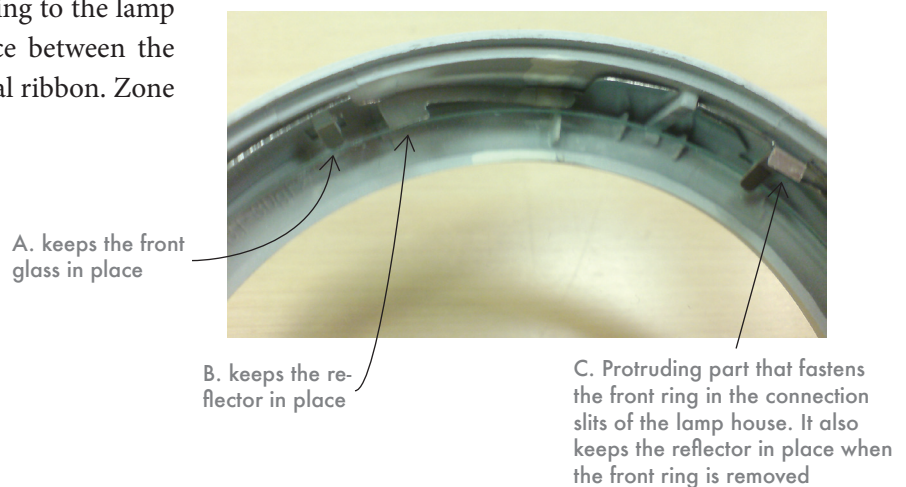 ing to the lamp
ce between the
al ribbon. Zone
A. keeps the front
glass in place
B. keeps the re-
flector in place
C. Protruding part that fastens
the front ring in the connection
slits of the lamp house. It also
keeps the reflector in place when
the front ring is removed